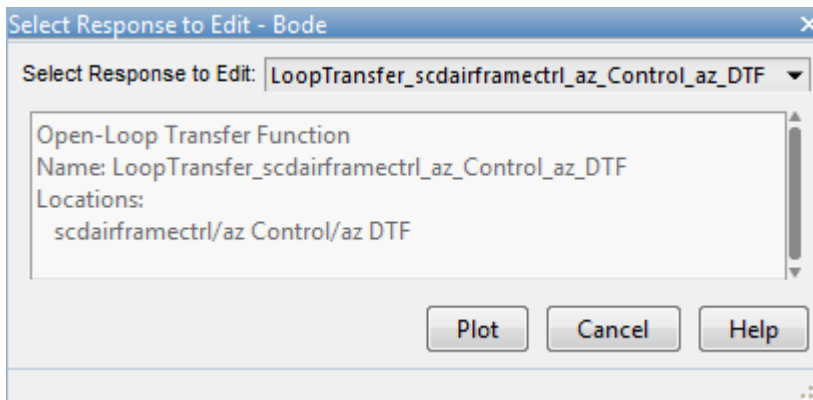 Select Response to Edit - Bode
Select Response to Edit: LoopTransfer_scdairframectrl_az_Control_az_DTF
Open-Loop Transfer Function
Name: LoopTransfer_scdairframectrl_az_Control_az_DTF
Locations:
scdairframectrl/az Control/az DTF
Plot Cancel Help